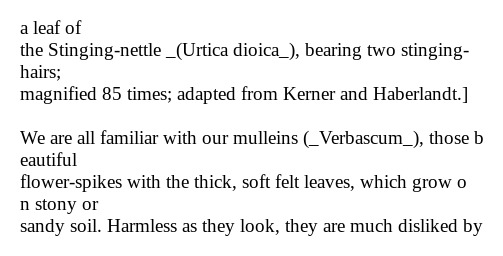 a leaf of
the Stinging-nettle _(Urtica dioica_), bearing two stinging-
hairs;
magnified 85 times; adapted from Kerner and Haberlandt.]

We are all familiar with our mulleins (_Verbascum_), those b
eautiful
flower-spikes with the thick, soft felt leaves, which grow o
n stony or
sandy soil. Harmless as they look, they are much disliked by